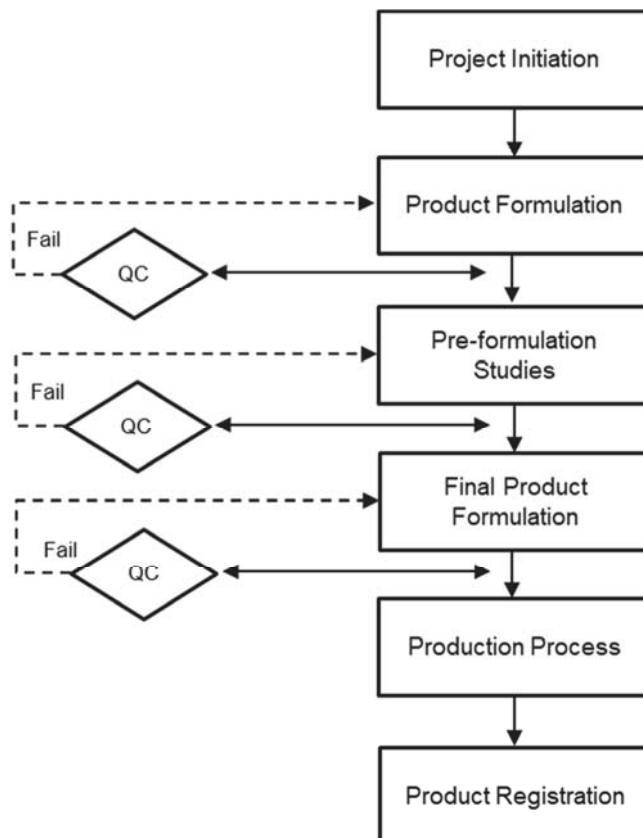 Project Initiation
Product Formulation
Fail
QC
Pre-formulation
Studies
Fail
QC
Final Product
Formulation
Fail
QC
Production Process
Product Registration